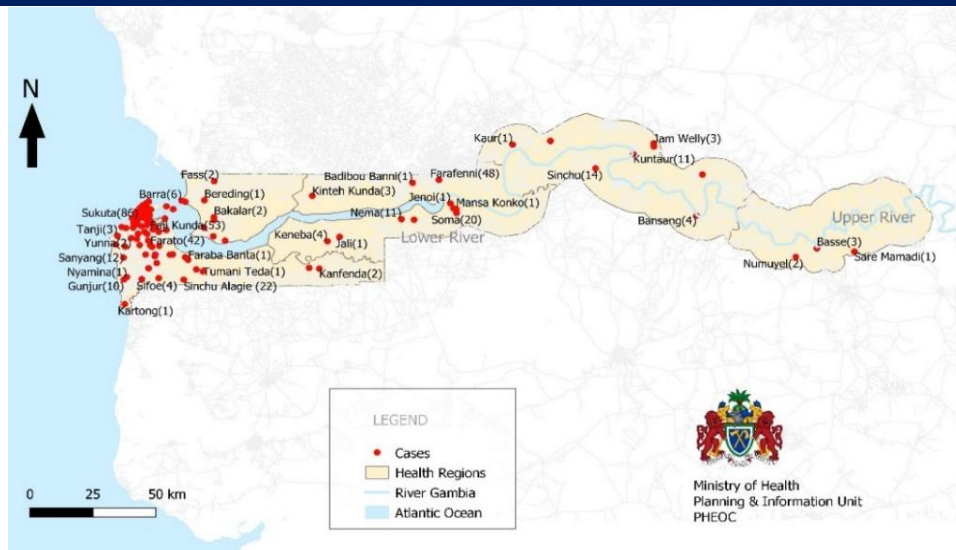 N
Kaur(1)
Jam Welly(3)
Kuntaur(11)
Fass(2)
Badibou Banni(1)
Farafenni(48)
Sinchu(14)
Barra(6)
Bereding(1)
Kinteh Kunda(3)
Jenoi(1)
Mansa Konko(1)
Sukuta(86)
Bakalar(2)
Nema(11)
Soma(20)
Bansang(4)
Upper River
Tanji(3)
Kunda(53)
Keneba(4)
Jali(1)
Lower River
Yunna(2)
Farato(42)
Basse(3)
Sanyang(12)
Faraba Banta(1)
Numuyel(2)
Sare Mamadi(1)
Nyamina(1)
Tumani Teda(1)
Kanfenda(2)
Gunjur(10)
Sifoe(4)
Sinchu Alagie (22)
Kartong(1)
LEGEND
Cases
Health Regions
River Gambia
Atlantic Ocean
0 25 50 km
Ministry of Health
Planning & Information Unit
PHEOC